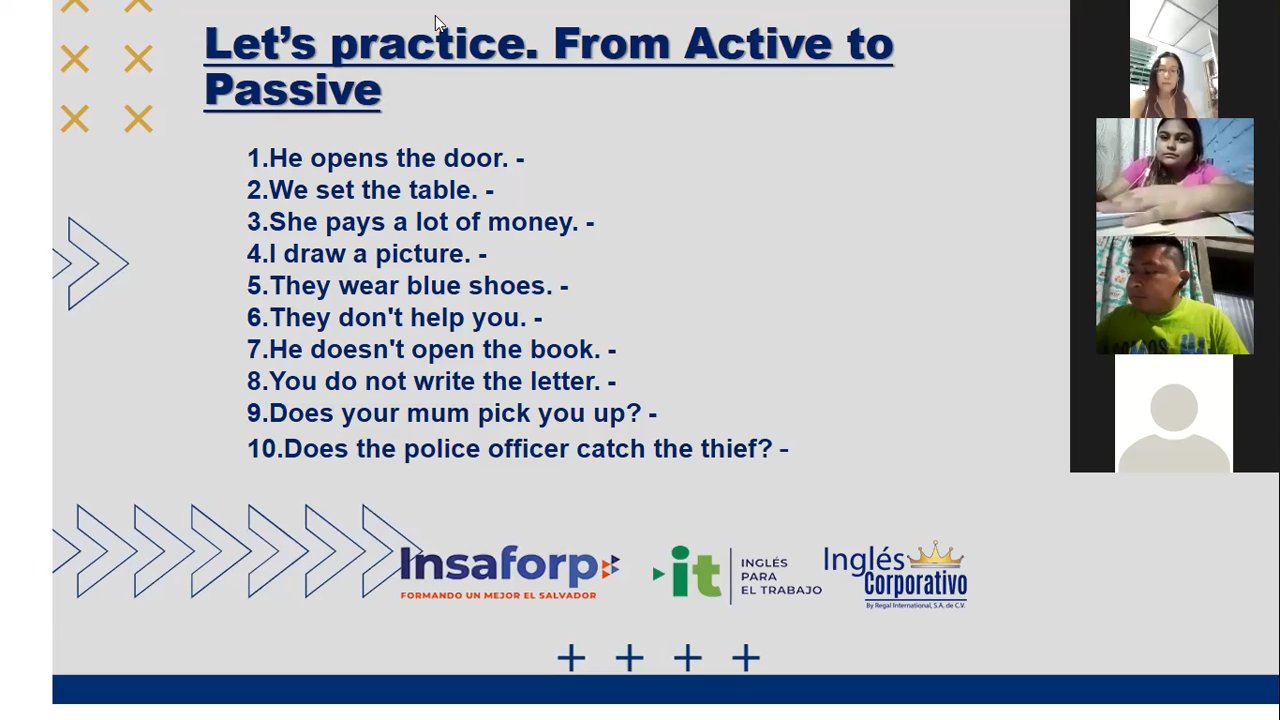 Let's practice. From Active to
Passive
1.He opens the door. -
2.We set the table. -
3.She pays a lot of money. -
4.I draw a picture. -
5.They wear blue shoes. -
6.They don't help you. -
7.He doesn't open the book. -
8.You do not write the letter. -
9.Does your mum pick you up? -
10.Does the police officer catch the thief? -
Insaforp
FORMANDO UN MEJOR EL SALVADOR
it
INGLÉS
PARA
EL TRABAJO
Inglés
Corporativo
By Regal International, S.A. de C.V.